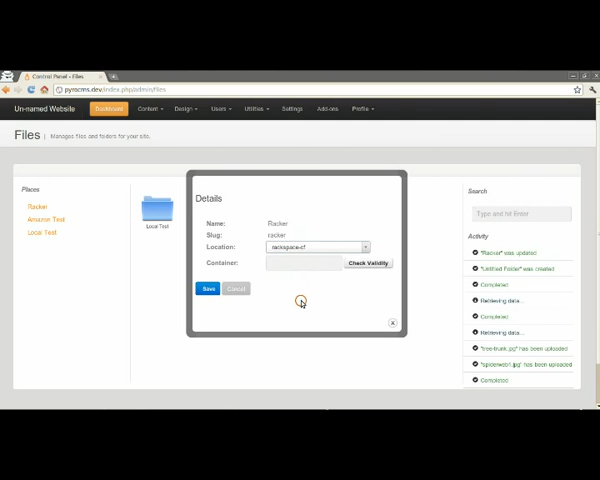 Control Panel - Files
pyrocms.dev/index.php/admin/files
Un-named Website
Dashboard
Content
Design
Users
Utilities
Settings
Add-ons
Profile
Files | Manages files and folders for your site.
Places
Racker
Amazon Test
Local Test
Local Test
Details
Name: Racker
Slug: racker
Location: rackspace-cf
Container: Check Validity
Save Cancel
x
Search
Type and hit Enter
Activity
"Racker" was updated
"Untitled Folder" was created
Completed
Retrieving data...
Completed
Retrieving data...
"tree-trunk.jpg" has been uploaded
"spiderweb1.jpg" has been uploaded
Completed